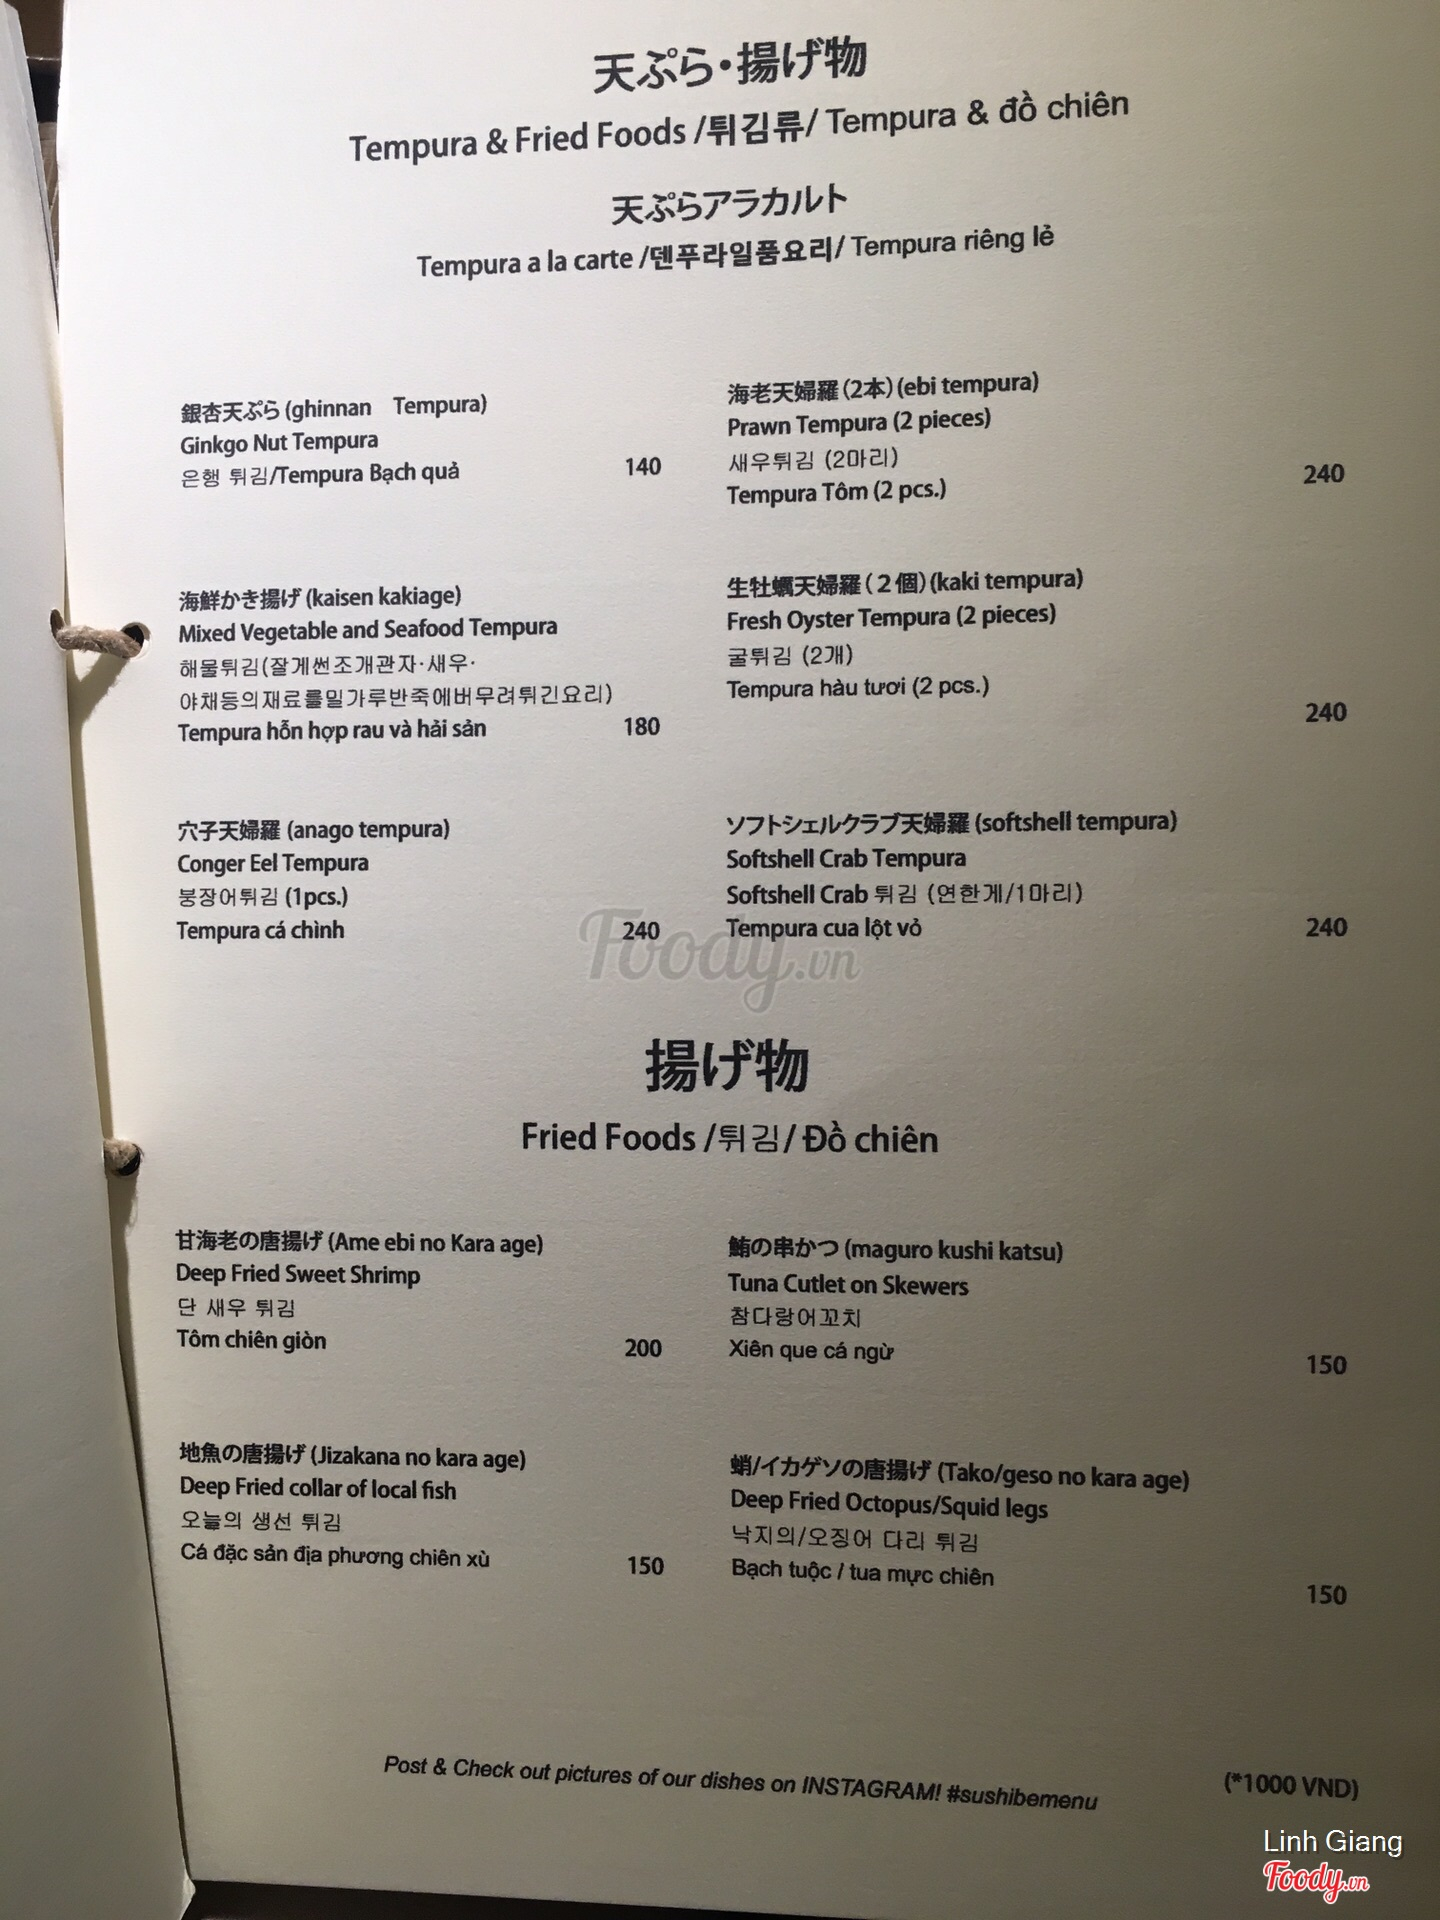 天ぷら・揚げ物
Tempura & Fried Foods /튀김류/ Tempura & đồ chiên
天ぷらアラカルト
Tempura a la carte /덴푸라일품요리/ Tempura riêng lẻ
銀杏天ぷら (ghinnan Tempura)
Ginkgo Nut Tempura
은행 튀김/Tempura Bạch quả 140
海老天婦羅 (2本) (ebi tempura)
Prawn Tempura (2 pieces)
새우튀김 (2마리)
Tempura Tôm (2 pcs.) 240
海鮮かき揚げ (kaisen kakiage)
Mixed Vegetable and Seafood Tempura
해물튀김(잘게썬조개관자·새우·
야채등의재료를밀가루반죽에버무려튀긴요리)
Tempura hỗn hợp rau và hải sản 180
生牡蠣天婦羅 (２個) (kaki tempura)
Fresh Oyster Tempura (2 pieces)
굴튀김 (2개)
Tempura hàu tươi (2 pcs.)
240
穴子天婦羅 (anago tempura)
Conger Eel Tempura
붕장어튀김 (1pcs.)
Tempura cá chình 240
ソフトシェルクラブ天婦羅 (softshell tempura)
Softshell Crab Tempura
Softshell Crab 튀김 (연한게/1마리)
Tempura cua lột vỏ 240
Foody.vn
揚げ物
Fried Foods /튀김/ Đồ chiên
甘海老の唐揚げ (Ame ebi no Kara age)
Deep Fried Sweet Shrimp
단 새우 튀김
Tôm chiên giòn 200
鮪の串かつ (maguro kushi katsu)
Tuna Cutlet on Skewers
참다랑어꼬치
Xiên que cá ngừ
150
地魚の唐揚げ (Jizakana no kara age)
Deep Fried collar of local fish
오늘의 생선 튀김
Cá đặc sản địa phương chiên xù 150
蛸/イカゲソの唐揚げ (Tako/geso no kara age)
Deep Fried Octopus/Squid legs
낙지의/오징어 다리 튀김
Bạch tuộc / tua mực chiên
150
Post & Check out pictures of our dishes on INSTAGRAM! #sushibemenu
(*1000 VND)
Linh Giang
Foody.vn